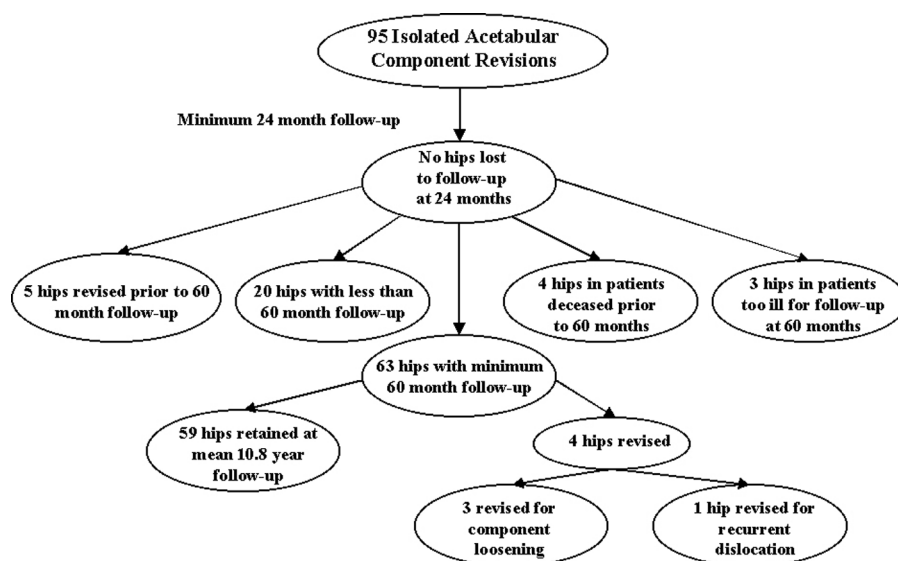 95 Isolated Acetabular
Component Revisions
Minimum 24 month follow-up
No hips lost
to follow-up
at 24 months
5 hips revised prior to 60
month follow-up
20 hips with less than
60 month follow-up
4 hips in patients
deceased prior
to 60 months
3 hips in patients
too ill for follow-up
at 60 months
63 hips with minimum
60 month follow-up
59 hips retained at
mean 10.8 year
follow-up
4 hips revised
3 revised for
component
loosening
1 hip revised for
recurrent
dislocation